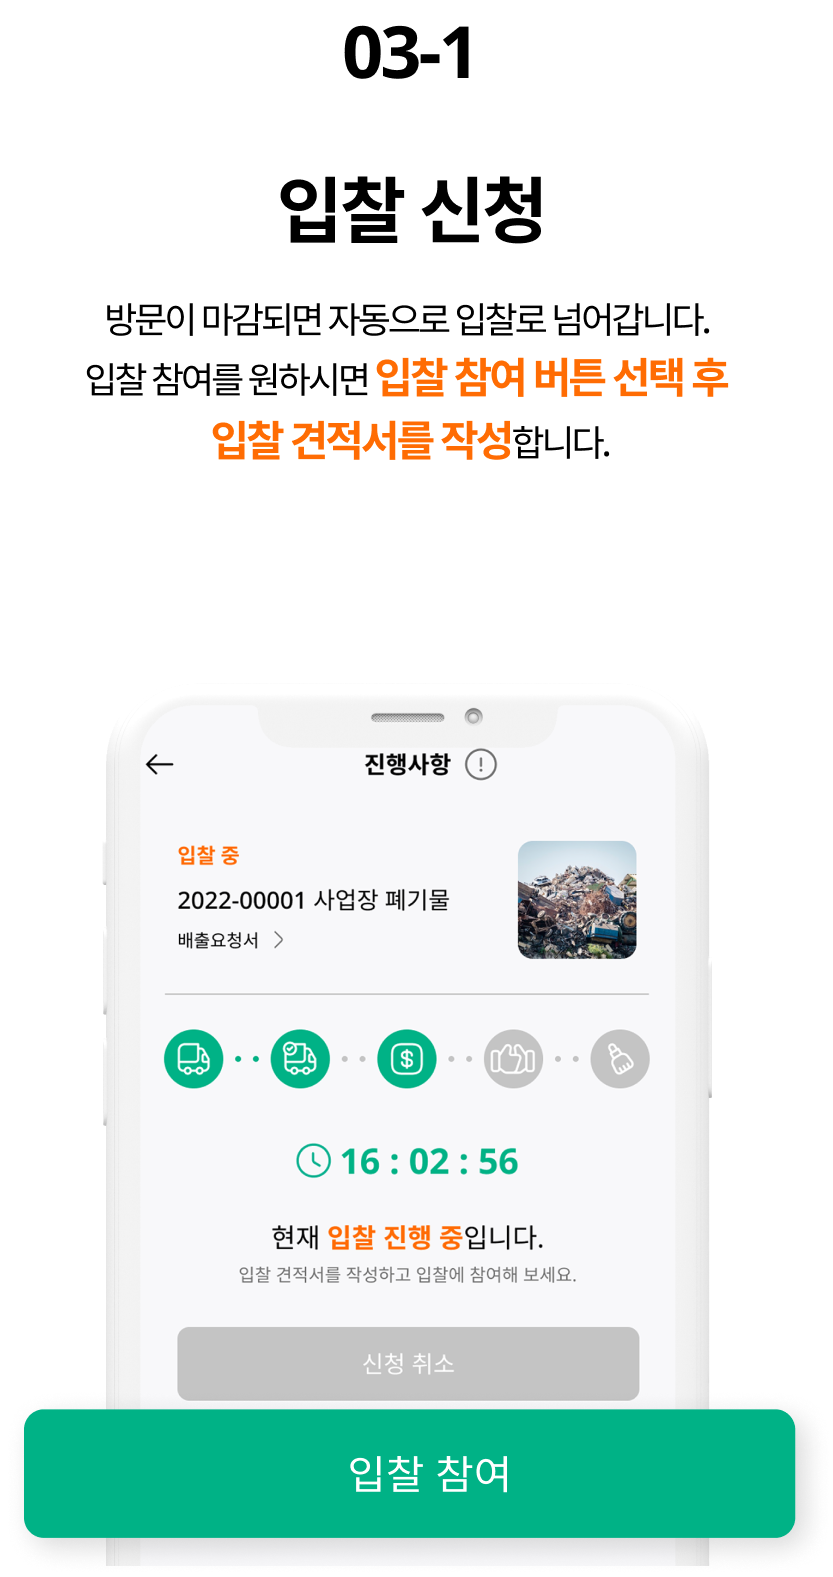 03-1
입찰 신청
방문이 마감되면 자동으로 입찰로 넘어갑니다.
입찰 참여를 원하시면 입찰 참여 버튼 선택 후
입찰 견적서를 작성합니다.
진행사항
입찰 중
2022-00001 사업장 폐기물
배출요청서
16 : 02 : 56
현재 입찰 진행 중입니다.
입찰 견적서를 작성하고 입찰에 참여해 보세요.
신청 취소
입찰 참여